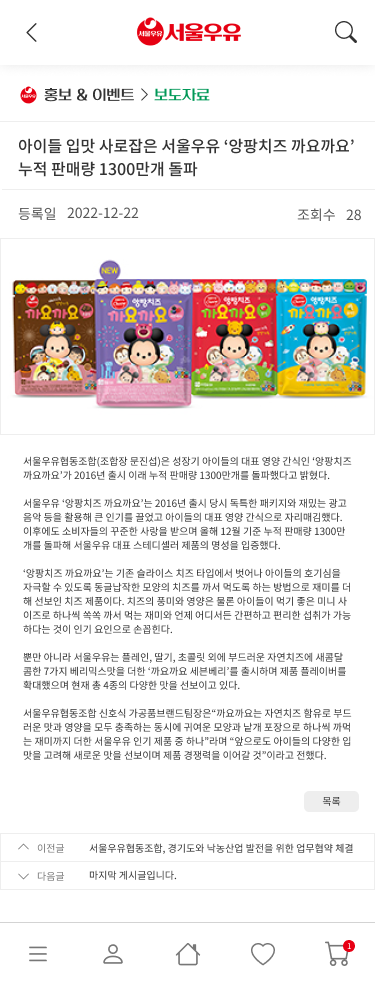 서울우유 서울우유
서울우유 홍보 & 이벤트 > 보도자료
아이들 입맛 사로잡은 서울우유 ‘앙팡치즈 까요까요’
누적 판매량 1300만개 돌파
등록일 2022-12-22
조회수 28
NEW
앙팡치즈 앙팡치즈 앙팡치즈 앙팡치즈
까요까요 까요까요 까요까요 까요까요
서울우유협동조합(조합장 문진섭)은 성장기 아이들의 대표 영양 간식인 ‘앙팡치즈
까요까요’가 2016년 출시 이래 누적 판매량 1300만개를 돌파했다고 밝혔다.
서울우유 ‘앙팡치즈 까요까요’는 2016년 출시 당시 독특한 패키지와 재밌는 광고
음악 등을 활용해 큰 인기를 끌었고 아이들의 대표 영양 간식으로 자리매김했다.
이후에도 소비자들의 꾸준한 사랑을 받으며 올해 12월 기준 누적 판매량 1300만
개를 돌파해 서울우유 대표 스테디셀러 제품의 명성을 입증했다.
‘앙팡치즈 까요까요’는 기존 슬라이스 치즈 타입에서 벗어나 아이들의 호기심을
자극할 수 있도록 동글납작한 모양의 치즈를 까서 먹도록 하는 방법으로 재미를 더
해 선보인 치즈 제품이다. 치즈의 풍미와 영양은 물론 아이들이 먹기 좋은 미니 사
이즈로 하나씩 쏙쏙 까서 먹는 재미와 언제 어디서든 간편하고 편리한 섭취가 가능
하다는 것이 인기 요인으로 손꼽힌다.
뿐만 아니라 서울우유는 플레인, 딸기, 초콜릿 외에 부드러운 자연치즈에 새콤달
콤한 7가지 베리믹스맛을 더한 ‘까요까요 세븐베리’를 출시하며 제품 플레이버를
확대했으며 현재 총 4종의 다양한 맛을 선보이고 있다.
서울우유협동조합 신호식 가공품브랜드팀장은“까요까요는 자연치즈 함유로 부드
러운 맛과 영양을 모두 충족하는 동시에 귀여운 모양과 낱개 포장으로 하나씩 까먹
는 재미까지 더한 서울우유 인기 제품 중 하나”라며 “앞으로도 아이들의 다양한 입
맛을 고려해 새로운 맛을 선보이며 제품 경쟁력을 이어갈 것”이라고 전했다.
목록
이전글 서울우유협동조합, 경기도와 낙농산업 발전을 위한 업무협약 체결
다음글 마지막 게시글입니다.
1